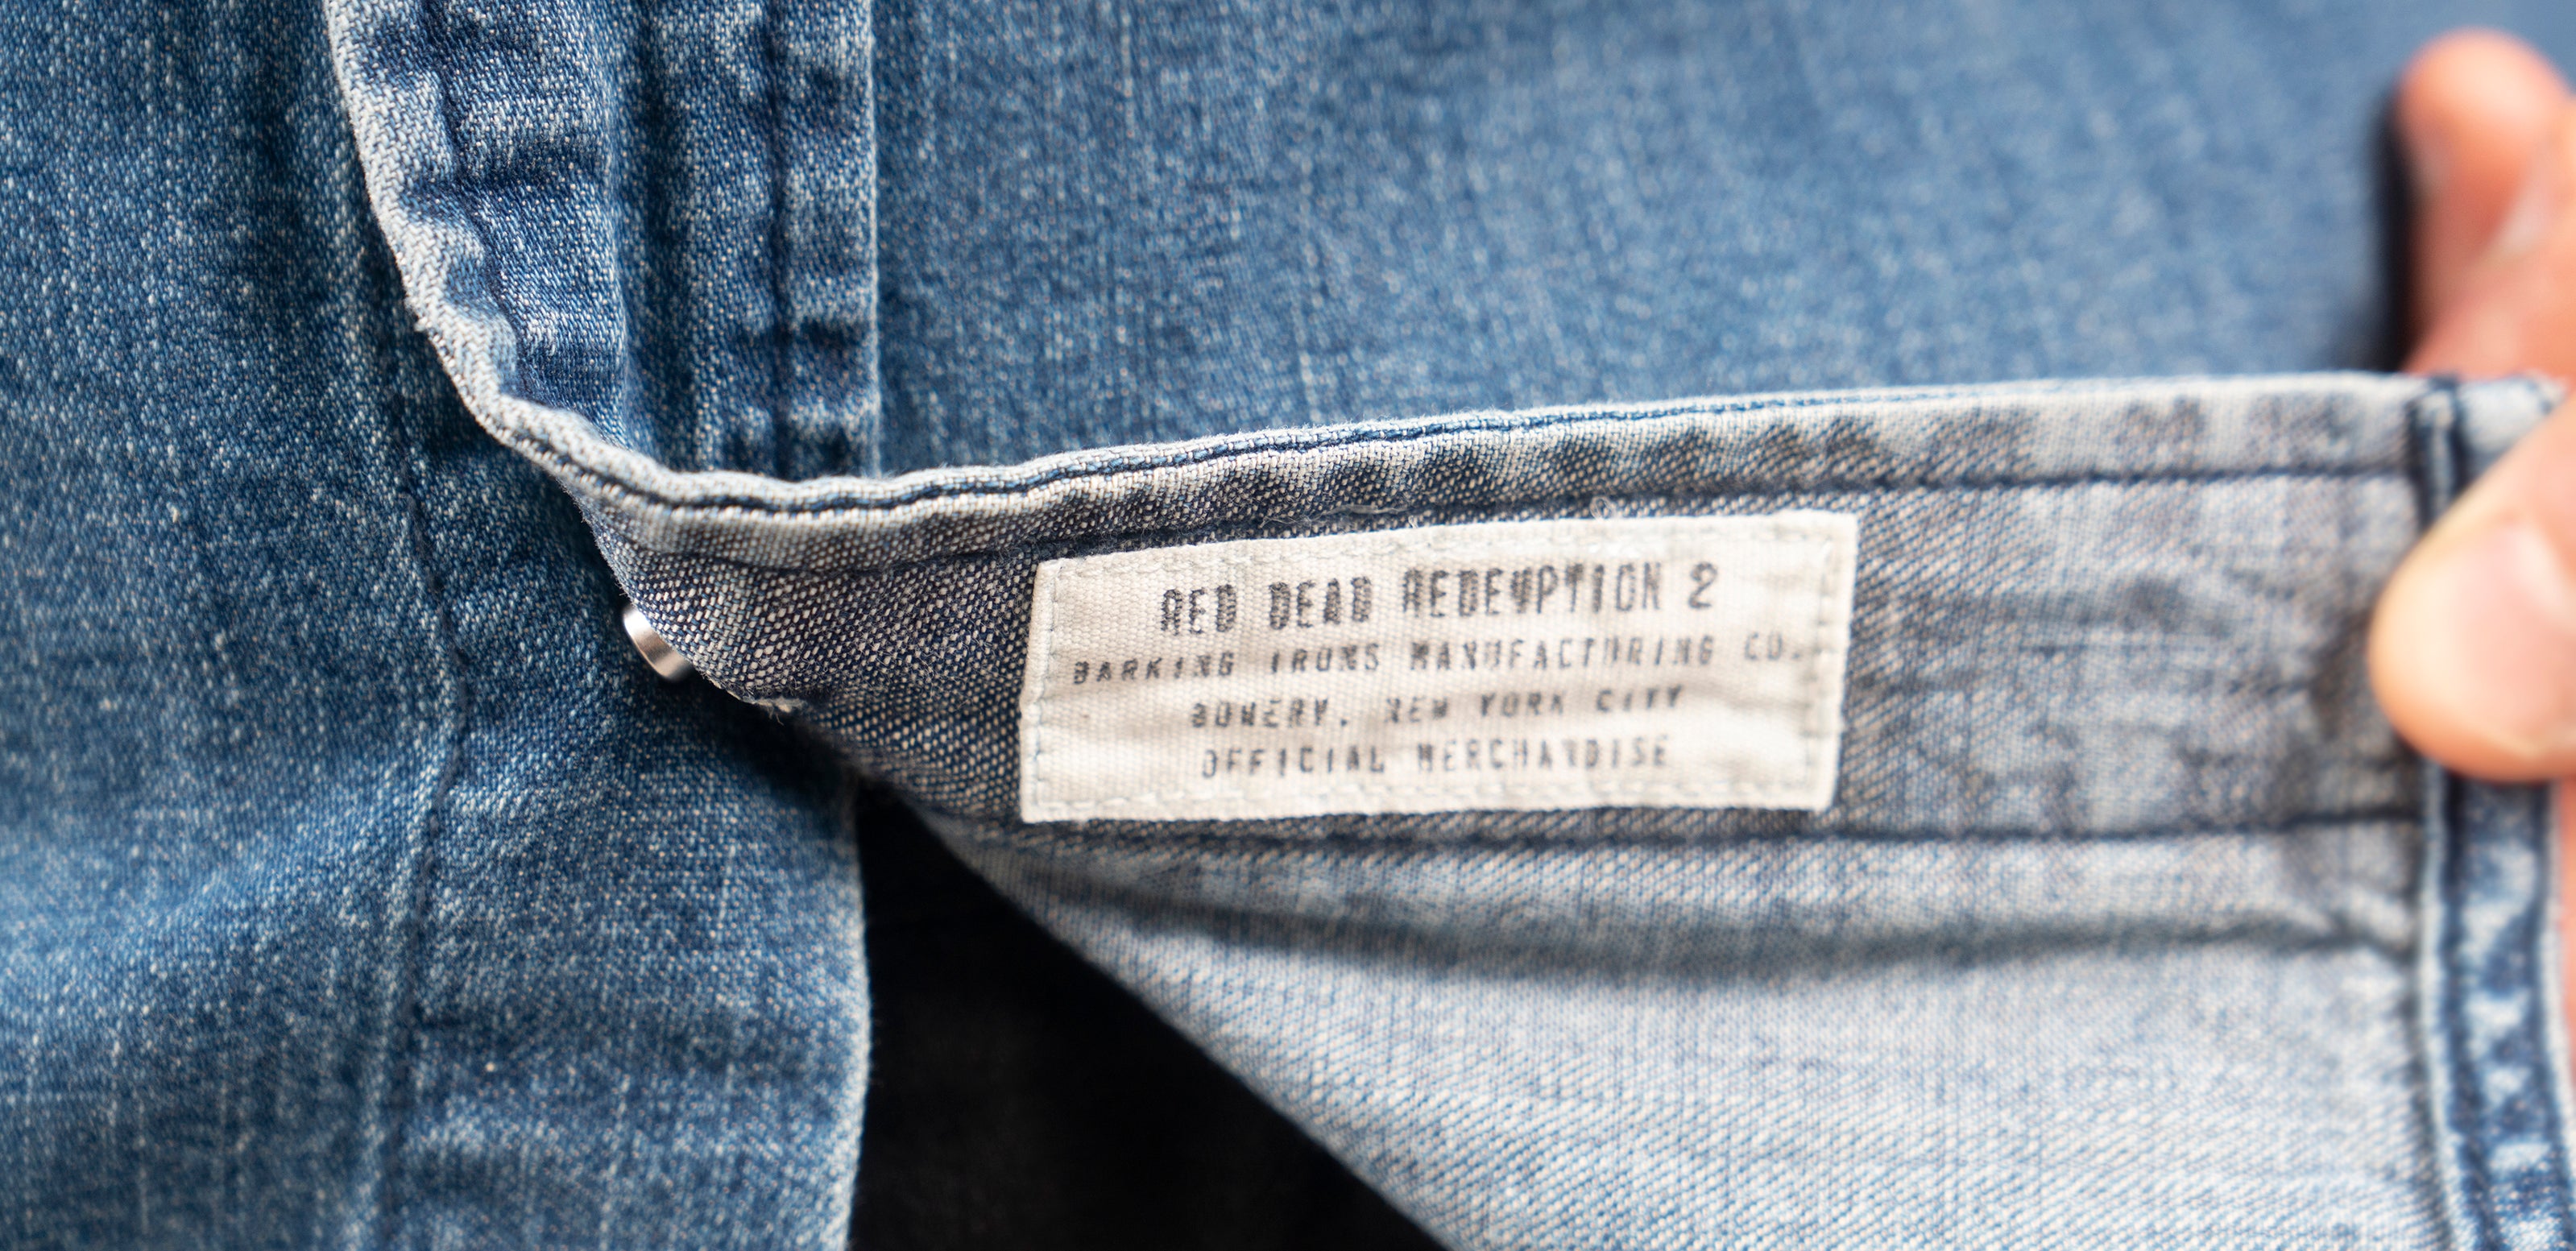 RED DEAD REDEMPTION 2
BARKING IRONS MANUFACTURING CO.
BOWERY, NEW YORK CITY
OFFICIAL MERCHANDISE